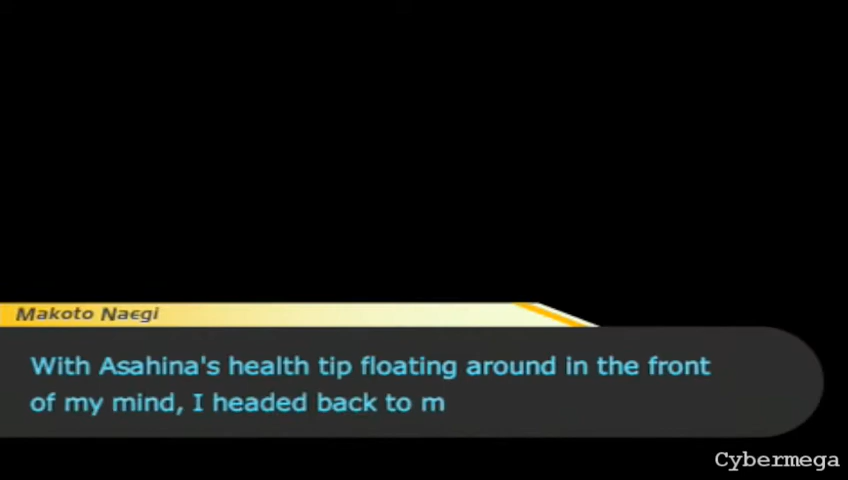 Makoto Naegi
With Asahina's health tip floating around in the front
of my mind, I headed back to m
Cybermega